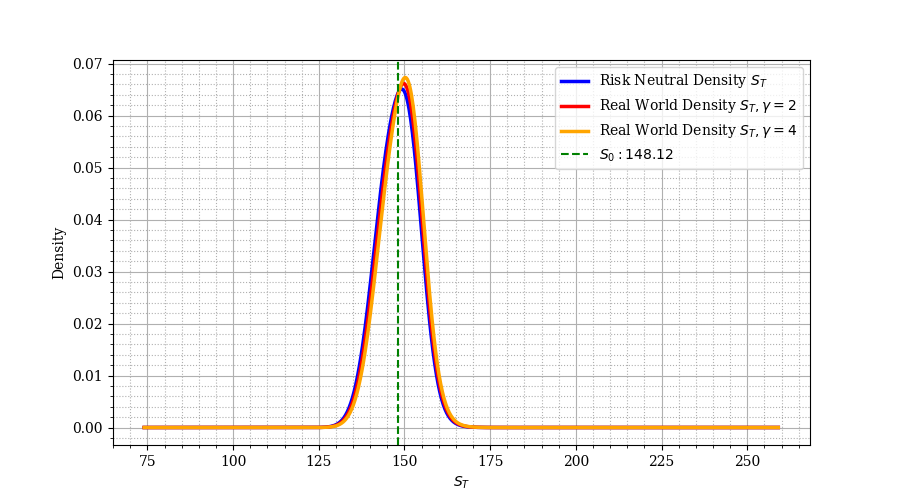 0.07
0.06
0.05
0.04
0.03
0.02
0.01
0.00
Density
75
100
125
150
175
200
225
250
S_T
Risk Neutral Density S_T
Real World Density S_T, γ = 2
Real World Density S_T, γ = 4
S_0 : 148.12